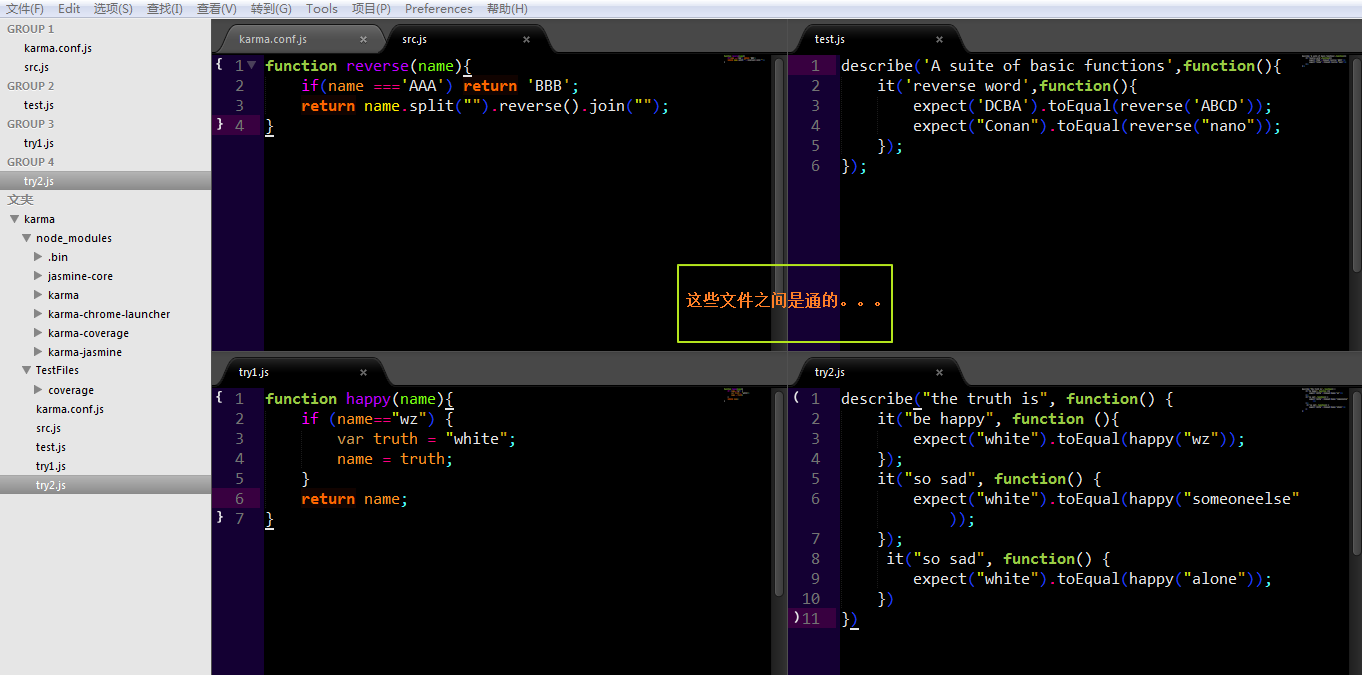 文件(F) Edit 选项(S) 查找(I) 查看(V) 转到(G) Tools 项目(P) Preferences 帮助(H)
GROUP 1
karma.conf.js
src.js
GROUP 2
test.js
GROUP 3
try1.js
GROUP 4
try2.js
文夹
karma
node_modules
.bin
jasmine-core
karma
karma-chrome-launcher
karma-coverage
karma-jasmine
TestFiles
coverage
karma.conf.js
src.js
test.js
try1.js
try2.js
karma.conf.js × src.js ×
{ 1 function reverse(name){
2 if(name ==='AAA') return 'BBB';
3 return name.split("").reverse().join("");
} 4 }
test.js ×
1 describe('A suite of basic functions',function(){
2 it('reverse word',function(){
3 expect('DCBA').toEqual(reverse('ABCD'));
4 expect("Conan").toEqual(reverse("nano"));
5 });
6 });
这些文件之间是通的。。。
try1.js ×
{ 1 function happy(name){
2 if (name=="wz") {
3 var truth = "white";
4 name = truth;
5 }
6 return name;
} 7 }
try2.js ×
( 1 describe("the truth is", function() {
2 it("be happy", function (){
3 expect("white").toEqual(happy("wz"));
4 });
5 it("so sad", function() {
6 expect("white").toEqual(happy("someoneelse"
));
7 });
8 it("so sad", function() {
9 expect("white").toEqual(happy("alone"));
10 })
)11 })